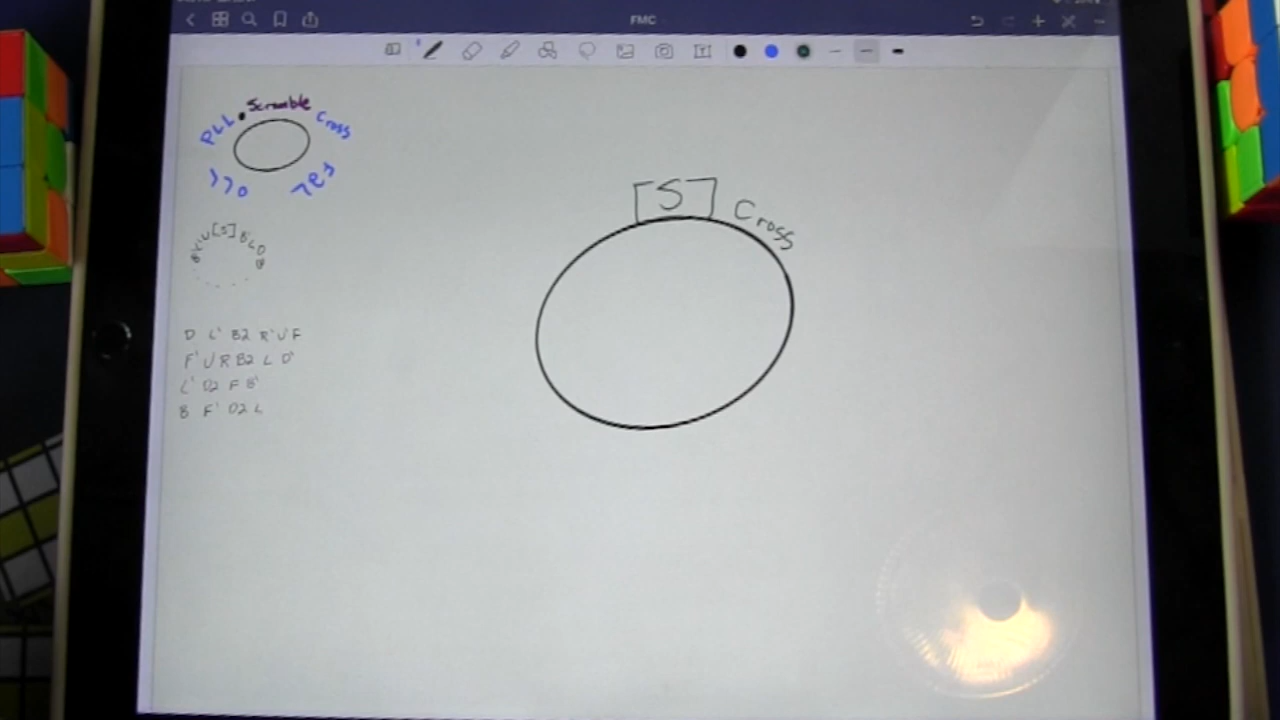 FMC
Scramble
PLL
Cross
[S]
Cross
[S]
D L' B2 R' U' F
F' U R B2 L D'
L' D2 F B'
B F' D2 L